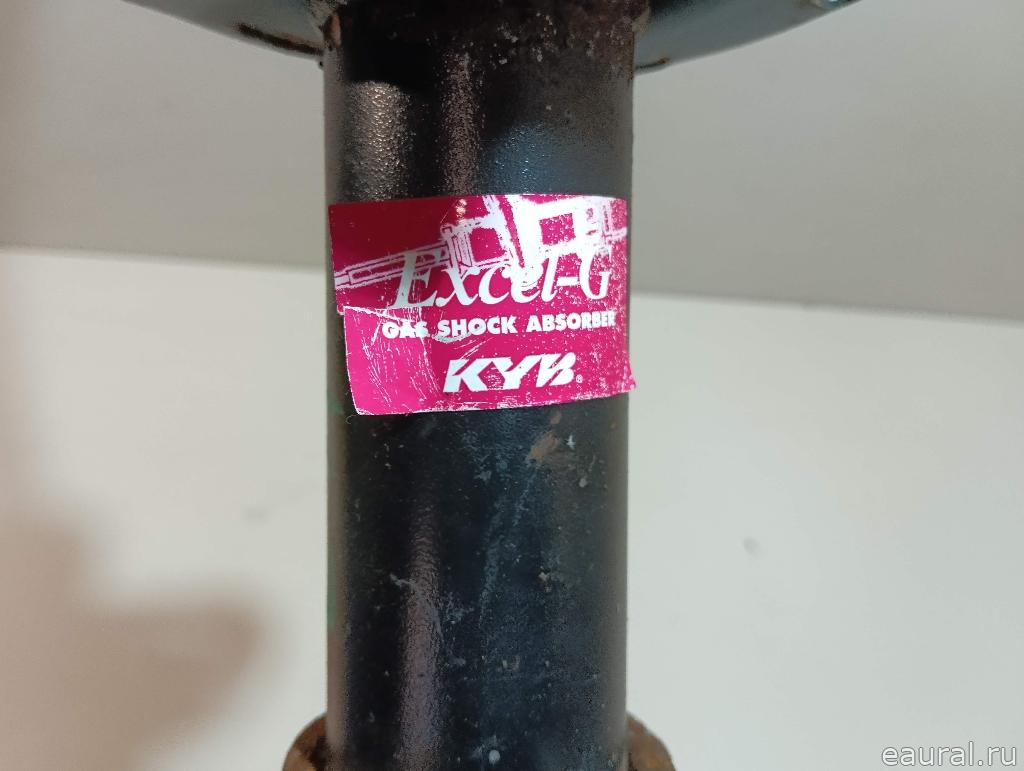 Excel-G
GAS SHOCK ABSORBER
KYB®
eaural.ru